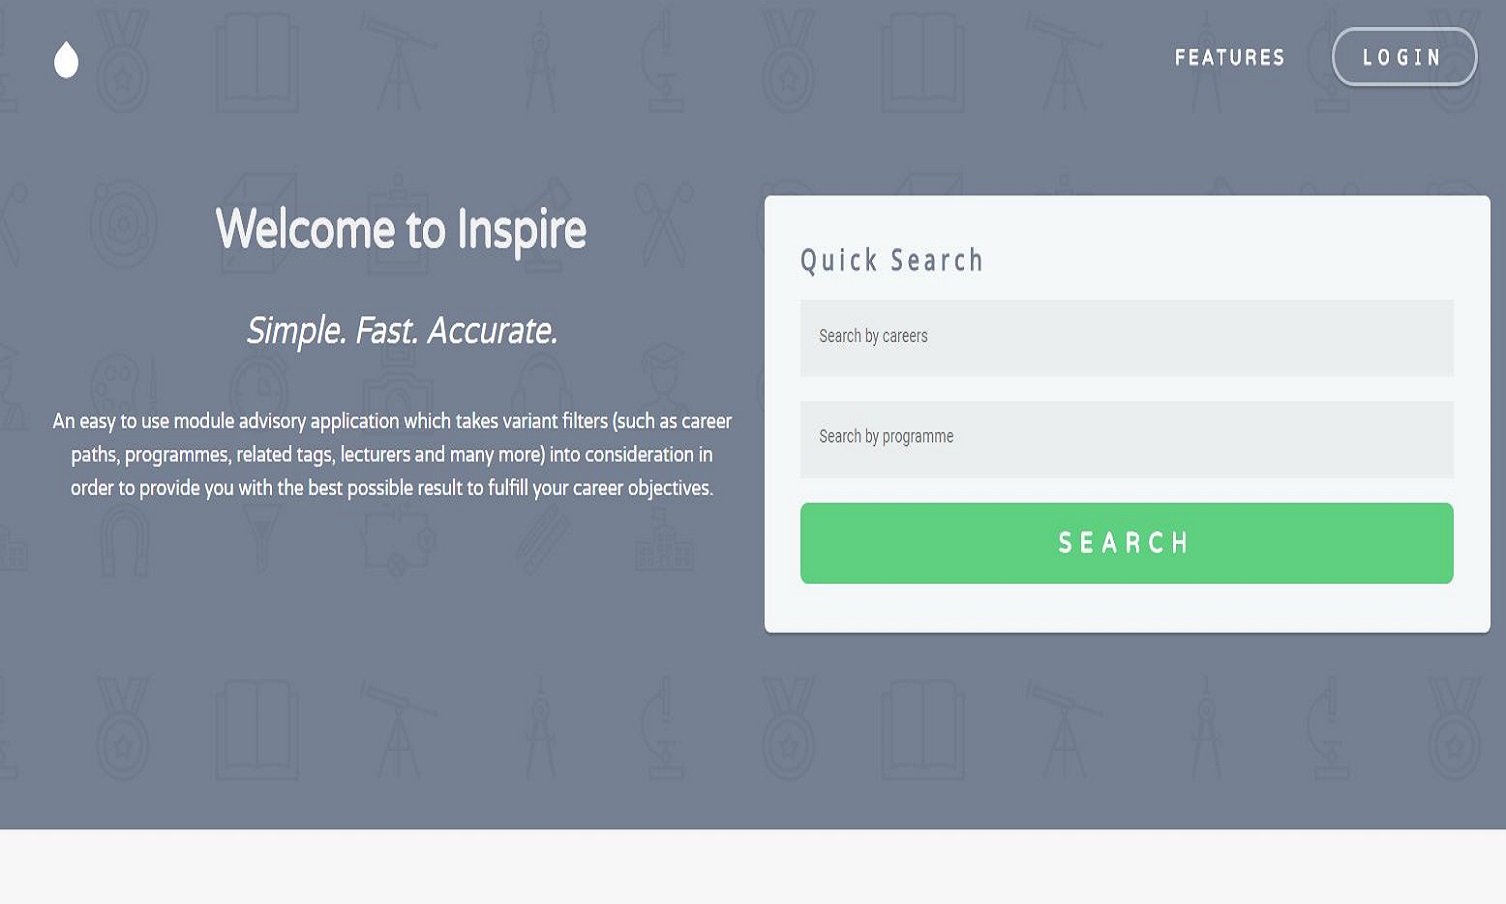 FEATURES
LOGIN
Welcome to Inspire
Simple. Fast. Accurate.
An easy to use module advisory application which takes variant filters (such as career
paths, programmes, related tags, lecturers and many more) into consideration in
order to provide you with the best possible result to fulfill your career objectives.
Quick Search
Search by careers
Search by programme
SEARCH